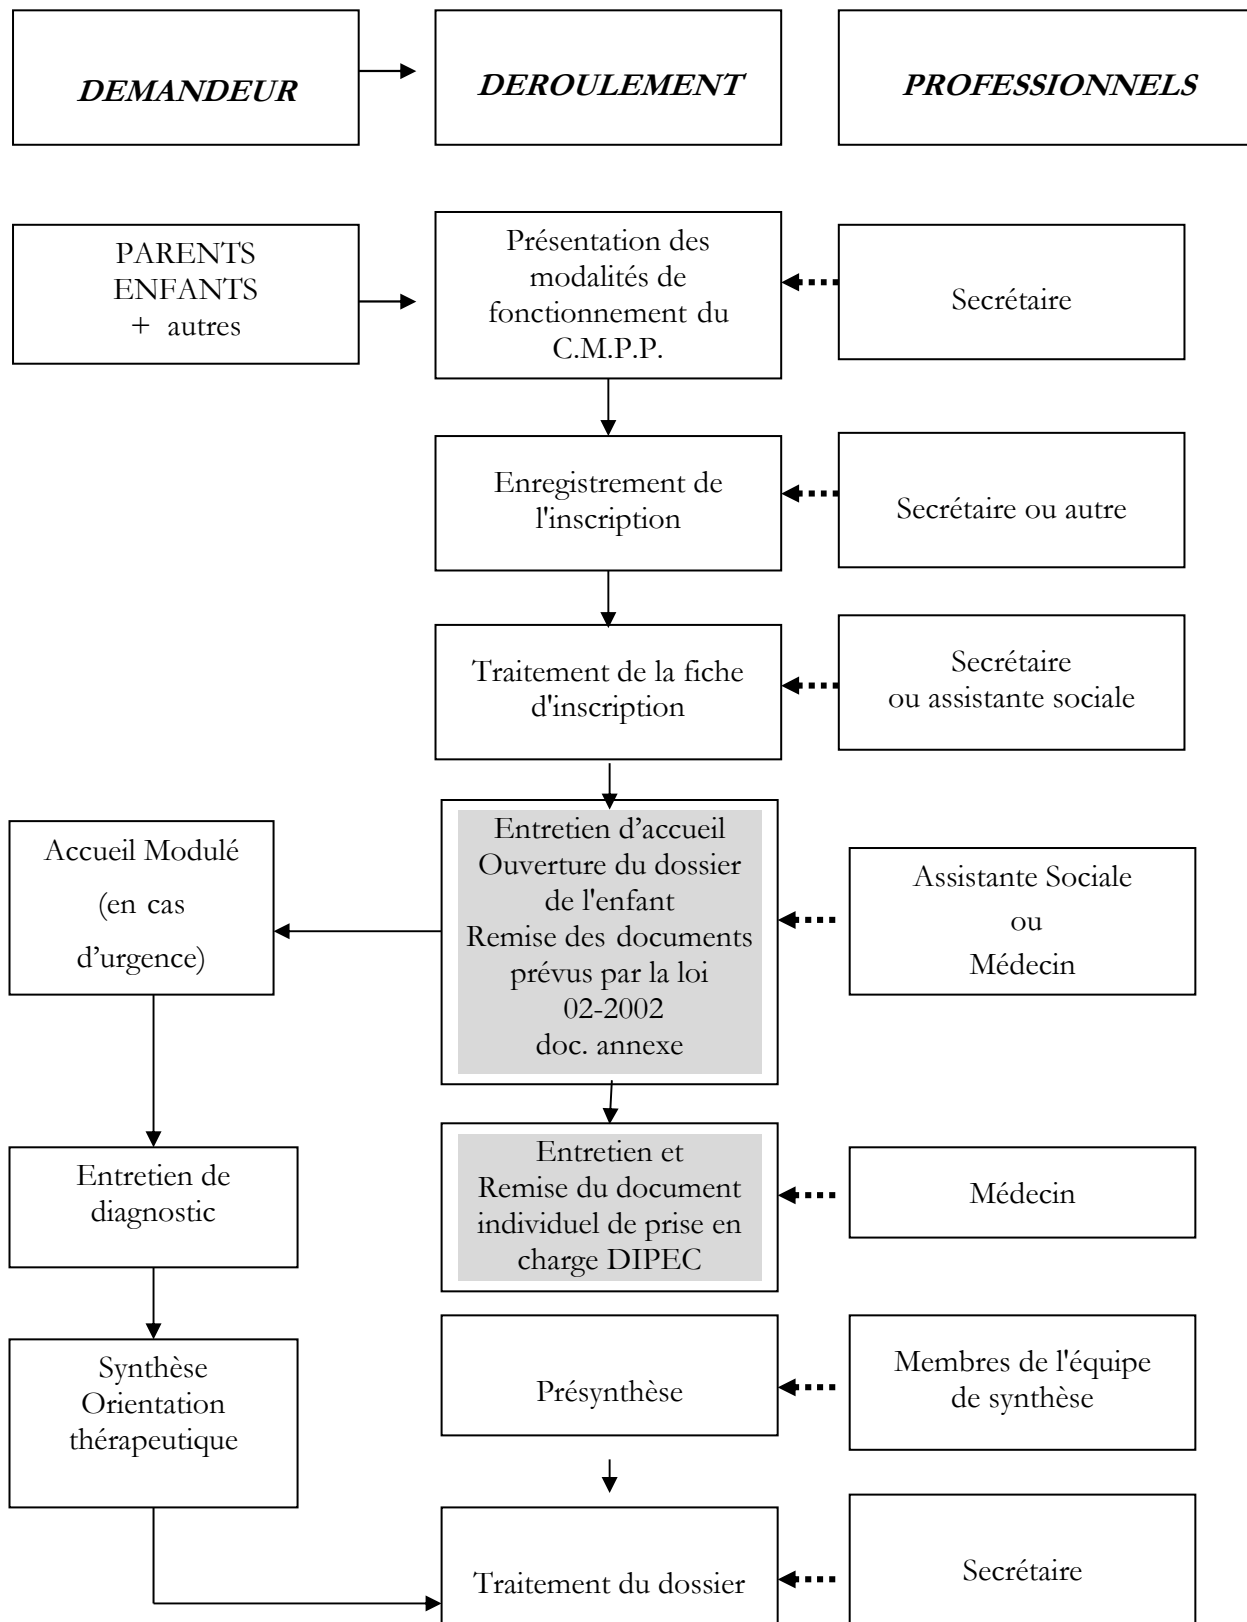 DEMANDEUR
DEROULEMENT
PROFESSIONNELS
PARENTS
ENFANTS
+ autres
Présentation des
modalités de
fonctionnement du
C.M.P.P.
Secrétaire
Enregistrement de
l'inscription
Secrétaire ou autre
Traitement de la fiche
d'inscription
Secrétaire
ou assistante sociale
Accueil Modulé
(en cas
d’urgence)
Entretien d’accueil
Ouverture du dossier
de l'enfant
Remise des documents
prévus par la loi
02-2002
doc. annexe
Assistante Sociale
ou
Médecin
Entretien de
diagnostic
Entretien et
Remise du document
individuel de prise en
charge DIPEC
Médecin
Synthèse
Orientation
thérapeutique
Présynthèse
Membres de l'équipe
de synthèse
Traitement du dossier
Secrétaire